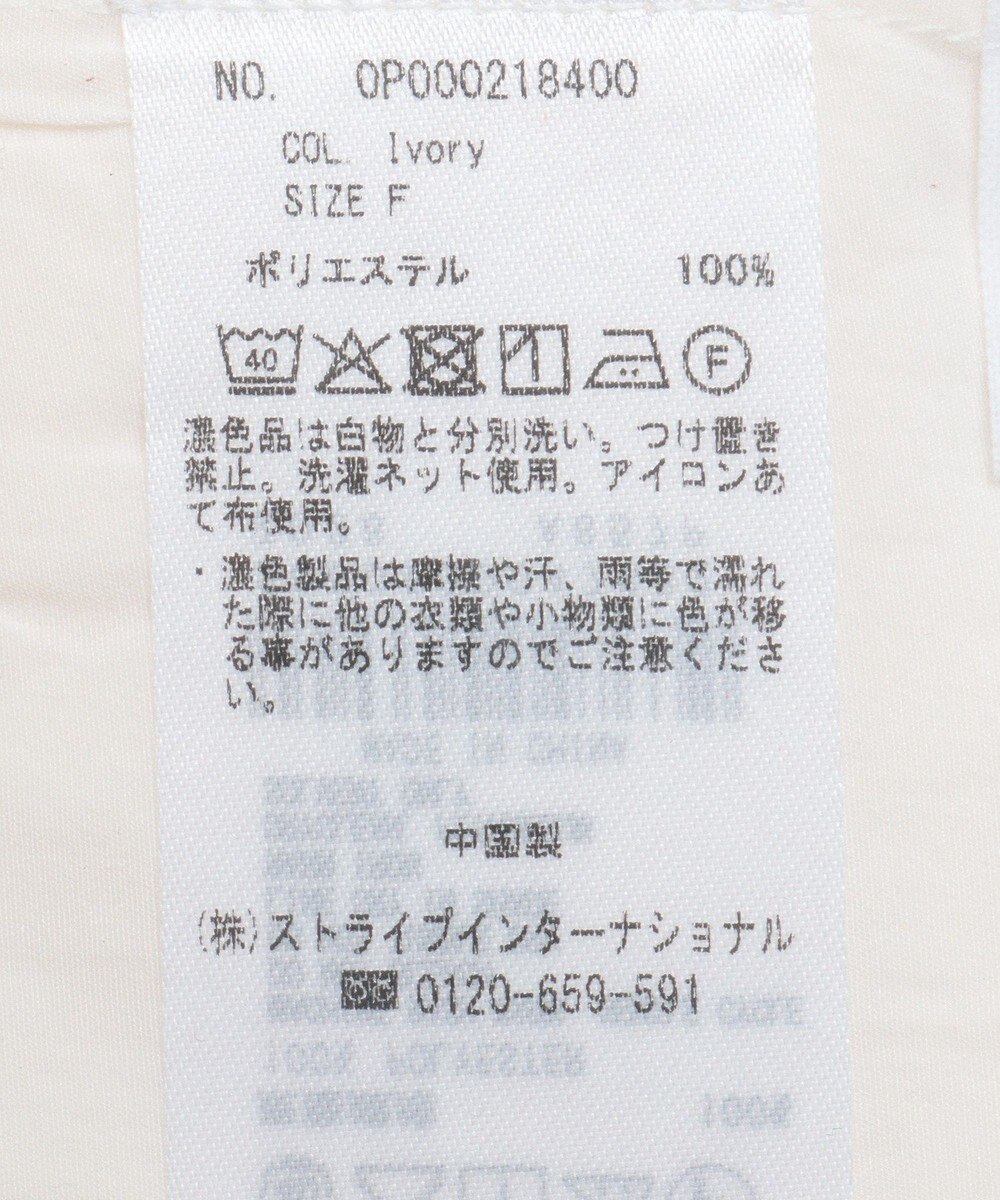 NO. 0P000218400
COL. Ivory
SIZE F
ポリエステル 100%
40 F
濃色品は白物と分別洗い。つけ置き
禁止。洗濯ネット使用。アイロンあ
て布使用。
・濃色製品は摩擦や汗、雨等で濡れ
た際に他の衣類や小物類に色が移
る事がありますのでご注意くださ
い。
中国製
(株)ストライプインターナショナル
0120-659-591